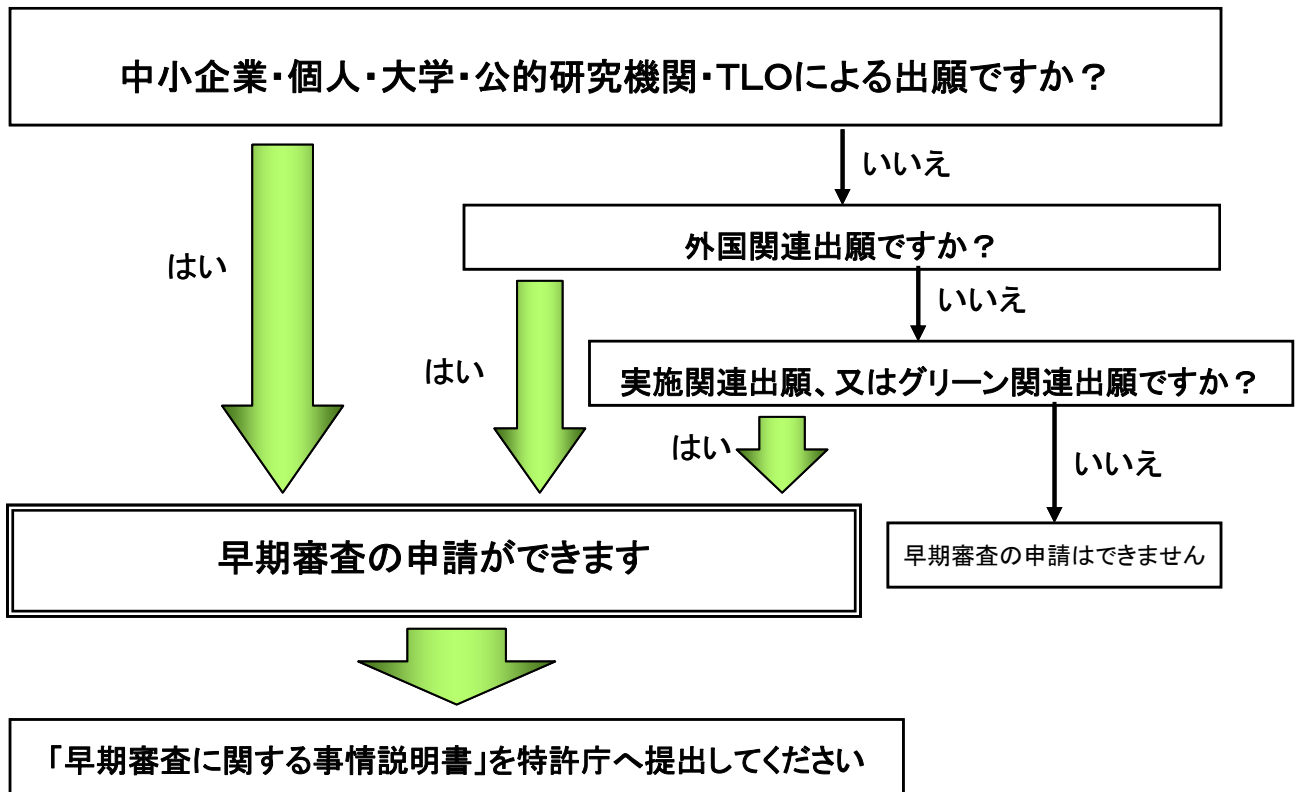 中小企業・個人・大学・公的研究機関・TLOによる出願ですか？
いいえ
はい
外国関連出願ですか？
いいえ
はい
実施関連出願、又はグリーン関連出願ですか？
はい
いいえ
早期審査の申請ができます
早期審査の申請はできません
「早期審査に関する事情説明書」を特許庁へ提出してください